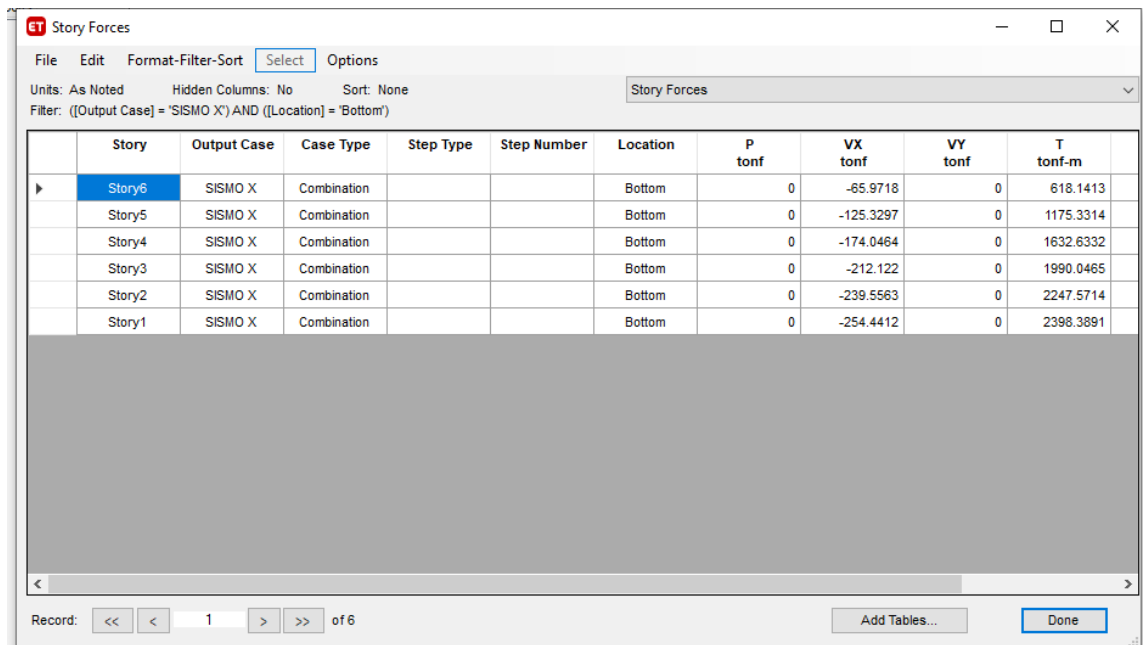 ET Story Forces
File Edit Format-Filter-Sort Select Options
Units: As Noted Hidden Columns: No Sort: None Story Forces
Filter: ([Output Case] = 'SISMO X') AND ([Location] = 'Bottom')
Story Output Case Case Type Step Type Step Number Location P VX VY T
tonf tonf tonf tonf-m
Story6 SISMO X Combination Bottom 0 -65.9718 0 618.1413
Story5 SISMO X Combination Bottom 0 -125.3297 0 1175.3314
Story4 SISMO X Combination Bottom 0 -174.0464 0 1632.6332
Story3 SISMO X Combination Bottom 0 -212.122 0 1990.0465
Story2 SISMO X Combination Bottom 0 -239.5563 0 2247.5714
Story1 SISMO X Combination Bottom 0 -254.4412 0 2398.3891
Record: << < 1 > >> of 6 Add Tables... Done